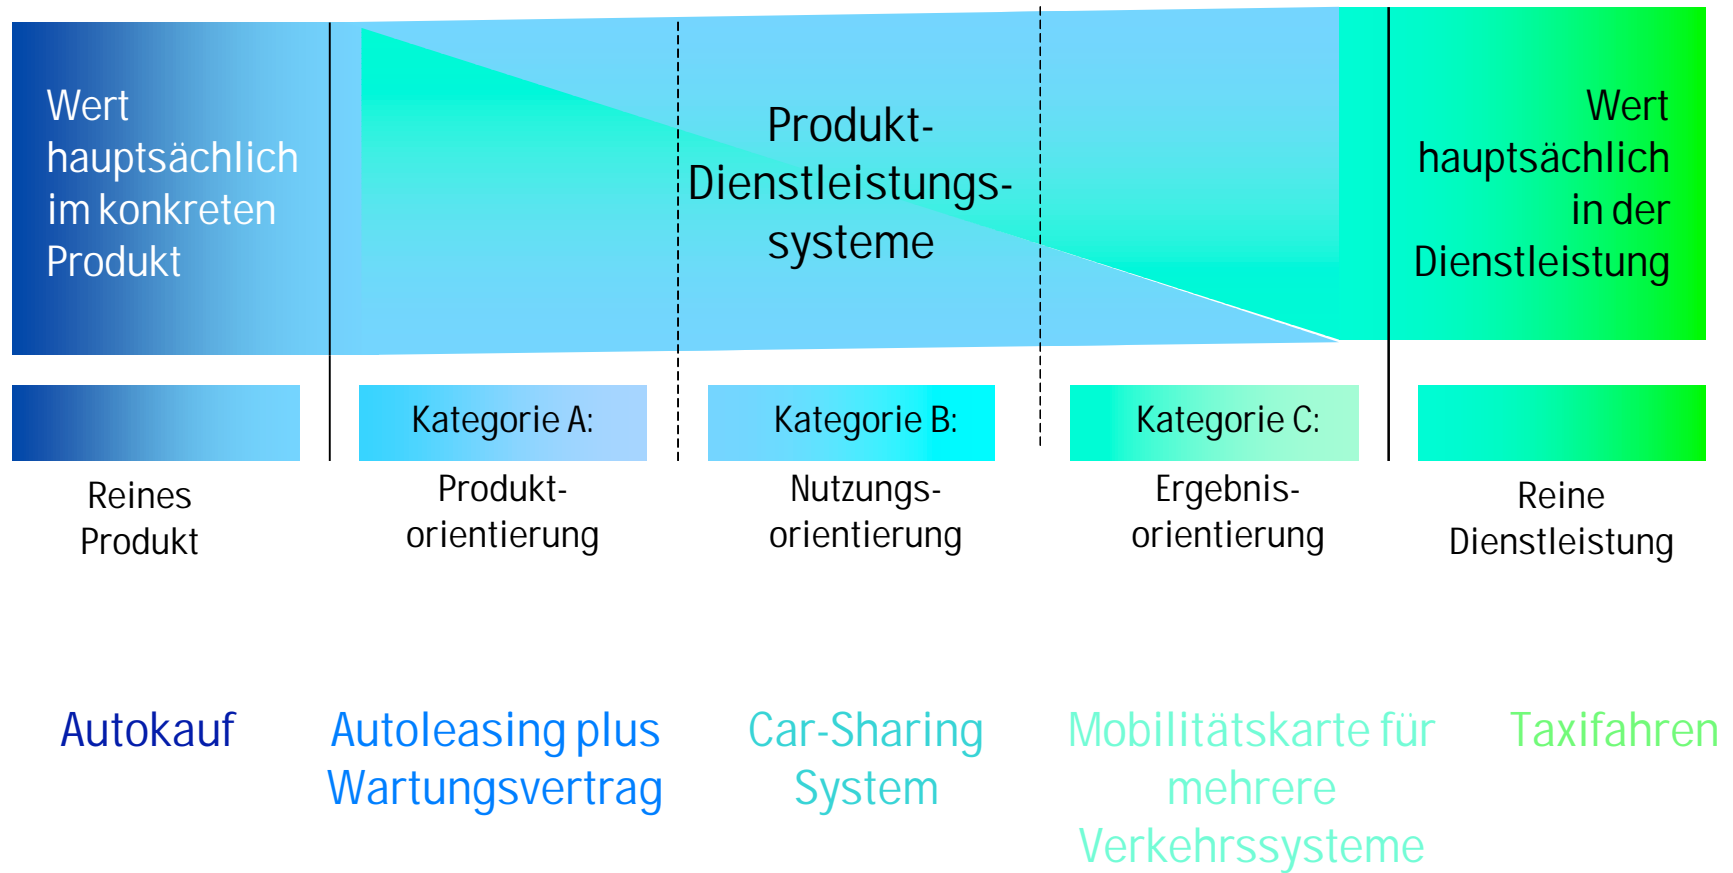 Wert
hauptsächlich
im konkreten
Produkt
Produkt-
Dienstleistungs-
systeme
Wert
hauptsächlich
in der
Dienstleistung
Kategorie A:
Kategorie B:
Kategorie C:
Reines
Produkt
Produkt-
orientierung
Nutzungs-
orientierung
Ergebnis-
orientierung
Reine
Dienstleistung
Autokauf
Autoleasing plus
Wartungsvertrag
Car-Sharing
System
Mobilitätskarte für
mehrere
Verkehrssysteme
Taxifahren